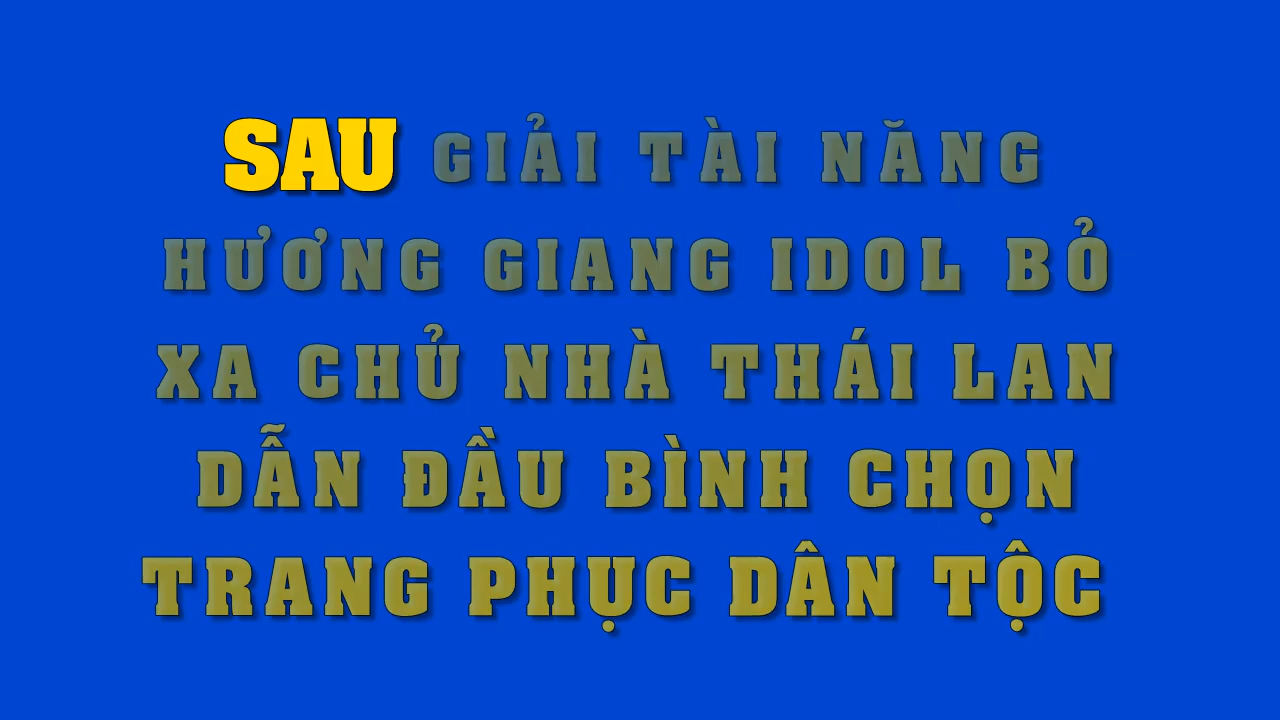 SAU GIẢI TÀI NĂNG
HƯƠNG GIANG IDOL BỎ
XA CHỦ NHÀ THÁI LAN
DẪN ĐẦU BÌNH CHỌN
TRANG PHỤC DÂN TỘC